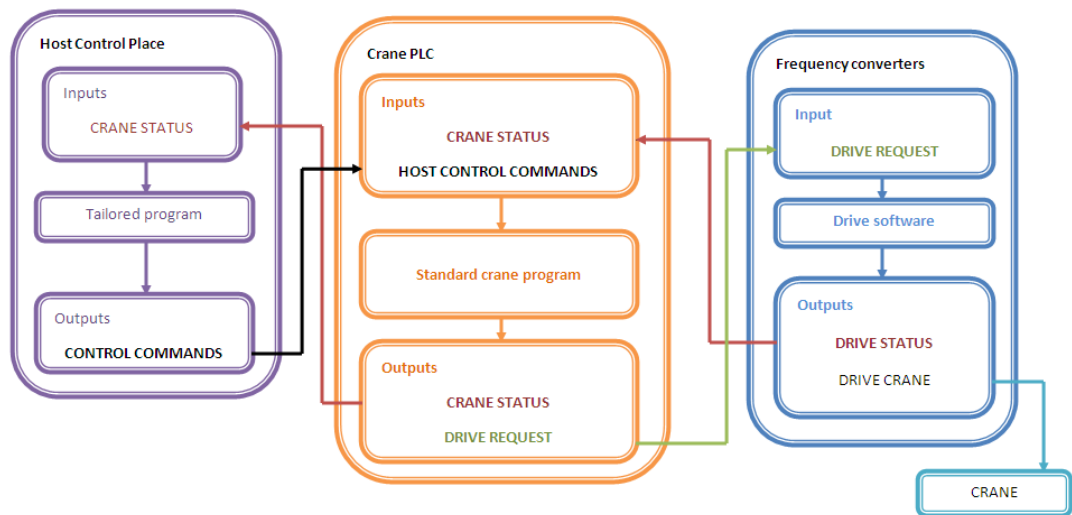 Host Control Place
Inputs
CRANE STATUS
Tailored program
Outputs
CONTROL COMMANDS
Crane PLC
Inputs
CRANE STATUS
HOST CONTROL COMMANDS
Standard crane program
Outputs
CRANE STATUS
DRIVE REQUEST
Frequency converters
Input
DRIVE REQUEST
Drive software
Outputs
DRIVE STATUS
DRIVE CRANE
CRANE